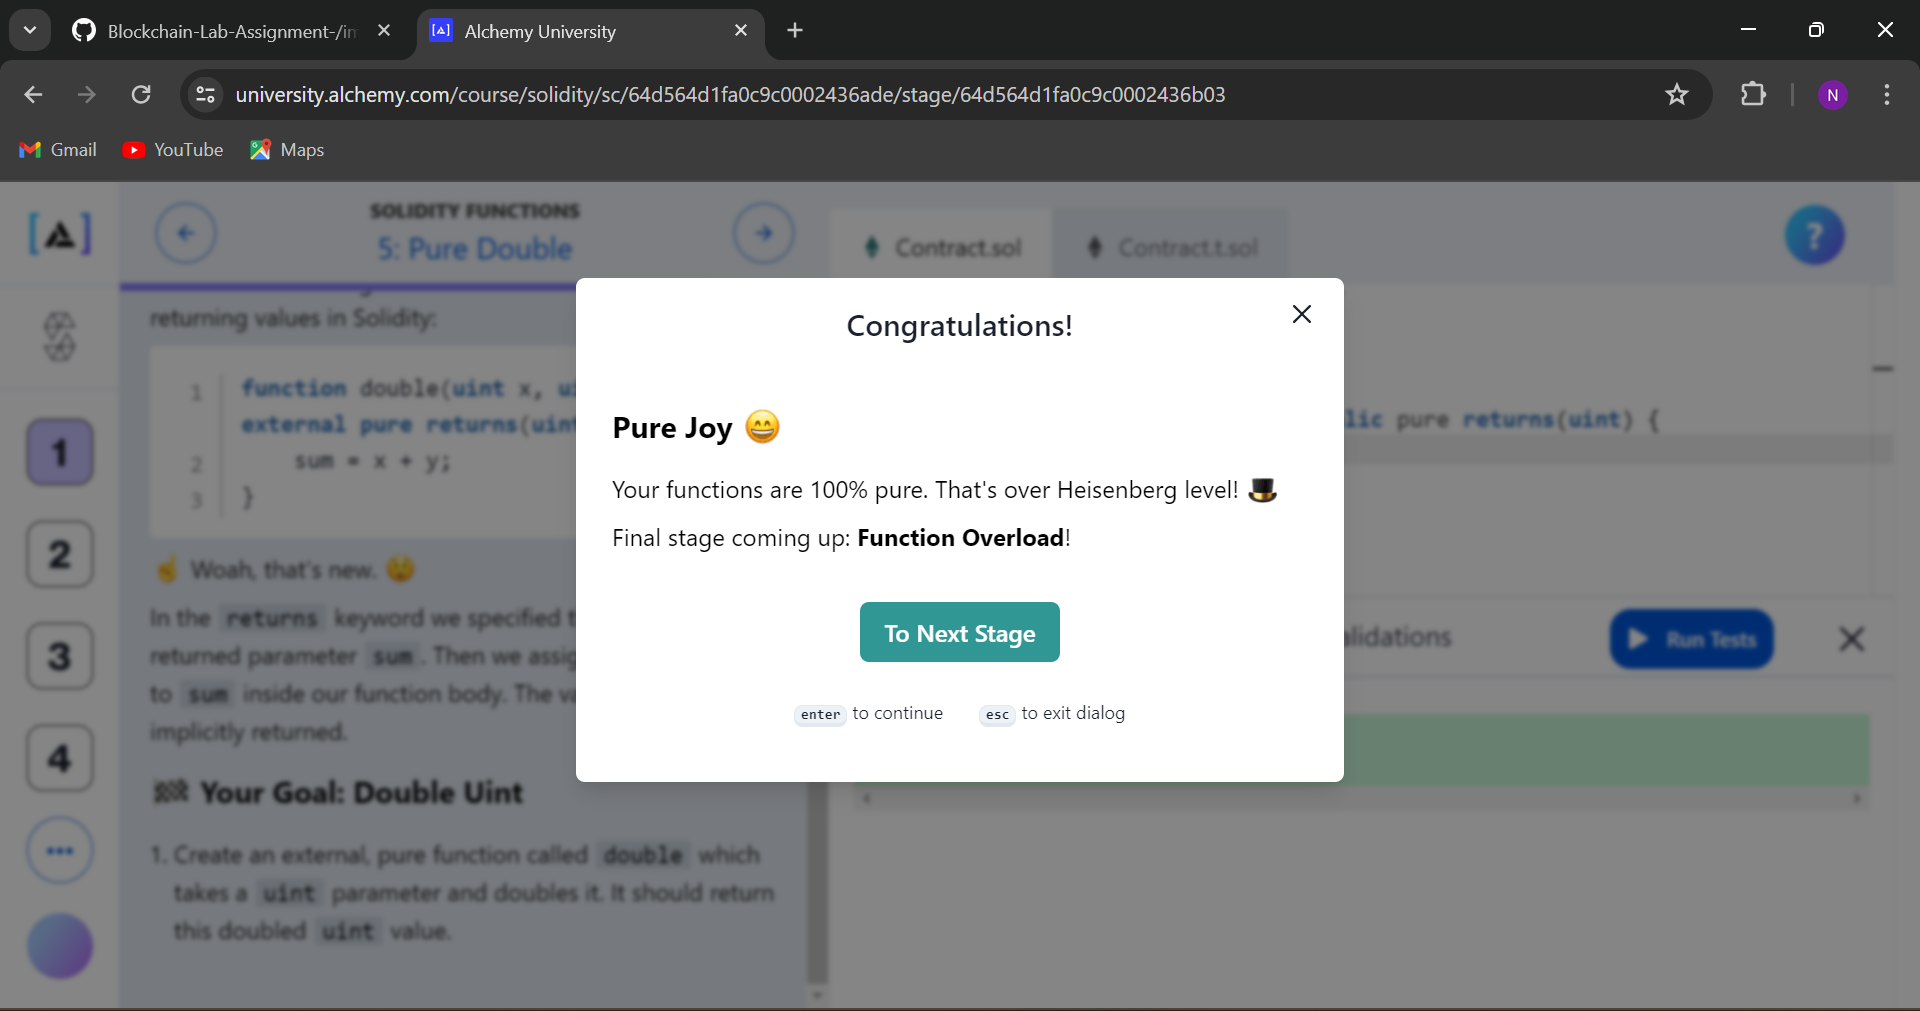 Blockchain-Lab-Assignment-/im
Alchemy University
university.alchemy.com/course/solidity/sc/64d564d1fa0c9c0002436ade/stage/64d564d1fa0c9c0002436b03
N
Gmail
YouTube
Maps
SOLIDITY FUNCTIONS
5: Pure Double
Contract.sol
Contract.t.sol
?
returning values in Solidity:
1 function double(uint x, ui
external pure returns(uint
2 sum = x + y;
3 }
1
2
3
4
☝️ Woah, that's new. 😲
In the returns keyword we specified t
returned parameter sum . Then we assig
to sum inside our function body. The va
implicitly returned.
🏁 Your Goal: Double Uint
1. Create an external, pure function called double which
takes a uint parameter and doubles it. It should return
this doubled uint value.
Congratulations!
Pure Joy 😄
Your functions are 100% pure. That's over Heisenberg level! 🎩
Final stage coming up: Function Overload!
To Next Stage
enter to continue esc to exit dialog
lic pure returns(uint) {
alidations
Run Tests